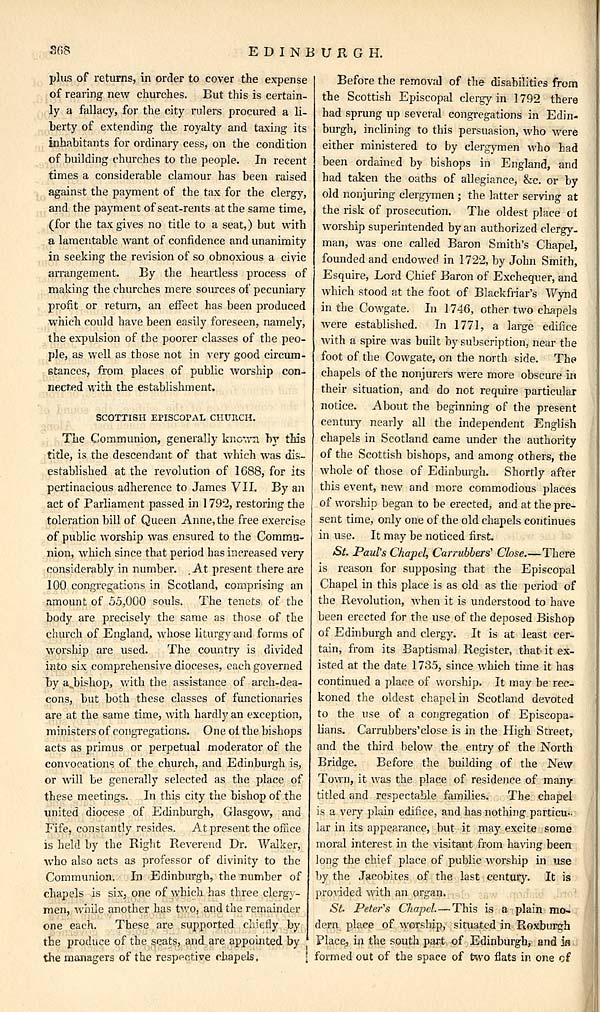 368
EDINBURGH.
plus of returns, in order to cover the expense
of rearing new churches. But this is certain-
ly a fallacy, for the city rulers procured a li-
berty of extending the royalty and taxing its
inhabitants for ordinary cess, on the condition
of building churches to the people. In recent
times a considerable clamour has been raised
against the payment of the tax for the clergy,
and the payment of seat-rents at the same time,
(for the tax gives no title to a seat,) but with
a lamentable want of confidence and unanimity
in seeking the revision of so obnoxious a civic
arrangement. By the heartless process of
making the churches mere sources of pecuniary
profit or return, an effect has been produced
which could have been easily foreseen, namely,
the expulsion of the poorer classes of the peo-
ple, as well as those not in very good circum-
stances, from places of public worship con-
nected with the establishment.
SCOTTISH EPISCOPAL CHURCH.
The Communion, generally known by this
title, is the descendant of that which was dis-
established at the revolution of 1688, for its
pertinacious adherence to James VII. By an
act of Parliament passed in 1792, restoring the
toleration bill of Queen Anne, the free exercise
of public worship was ensured to the Commu-
nion, which since that period has increased very
considerably in number. At present there are
100 congregations in Scotland, comprising an
amount of 55,000 souls. The tenets of the
body are precisely the same as those of the
church of England, whose liturgy and forms of
worship are used. The country is divided
into six comprehensive dioceses, each governed
by a bishop, with the assistance of arch-dea-
cons, but both these classes of functionaries
are at the same time, with hardly an exception,
ministers of congregations. One of the bishops
acts as primus or perpetual moderator of the
convocations of the church, and Edinburgh is,
or will be generally selected as the place of
these meetings. In this city the bishop of the
united diocese of Edinburgh, Glasgow, and
Fife, constantly resides. At present the office
is held by the Right Reverend Dr. Walker,
who also acts as professor of divinity to the
Communion. In Edinburgh, the number of
chapels is six, one of which has three clergy-
men, while another has two, and the remainder
one each. These are supported chiefly by
the produce of the seats, and are appointed by
the managers of the respective chapels.
Before the removal of the disabilities from
the Scottish Episcopal clergy in 1792 there
had sprung up several congregations in Edin-
burgh, inclining to this persuasion, who were
either ministered to by clergymen who had
been ordained by bishops in England, and
had taken the oaths of allegiance, &c. or by
old nonjuring clergymen; the latter serving at
the risk of prosecution. The oldest place of
worship superintended by an authorized clergy-
man, was one called Baron Smith's Chapel,
founded and endowed in 1722, by John Smith,
Esquire, Lord Chief Baron of Exchequer, and
which stood at the foot of Blackfriar's Wynd
in the Cowgate. In 1746, other two chapels
were established. In 1771, a large edifice
with a spire was built by subscription, near the
foot of the Cowgate, on the north side. The
chapels of the nonjurers were more obscure in
their situation, and do not require particular
notice. About the beginning of the present
century nearly all the independent English
chapels in Scotland came under the authority
of the Scottish bishops, and among others, the
whole of those of Edinburgh. Shortly after
this event, new and more commodious places
of worship began to be erected, and at the pre-
sent time, only one of the old chapels continues
in use. It may be noticed first.
St. Paul's Chapel, Carrubbers' Close.—There
is reason for supposing that the Episcopal
Chapel in this place is as old as the period of
the Revolution, when it is understood to have
been erected for the use of the deposed Bishop
of Edinburgh and clergy. It is at least cer-
tain, from its Baptismal Register, that it ex-
isted at the date 1735, since which time it has
continued a place of worship. It may be rec-
koned the oldest chapel in Scotland devoted
to the use of a congregation of Episcopa-
lians. Carrubbers' close is in the High Street,
and the third below the entry of the North
Bridge. Before the building of the New
Town, it was the place of residence of many
titled and respectable families. The chapel
is a very plain edifice, and has nothing particu-
lar in its appearance, but it may excite some
moral interest in the visitant from having been
long the chief place of public worship in use
by the Jacobites of the last century. It is
provided with an organ.
St. Peter's Chapel.—This is a plain mo-
dern place of worship, situated in Roxburgh
Place, in the south part of Edinburgh, and is
formed out of the space of two flats in one of